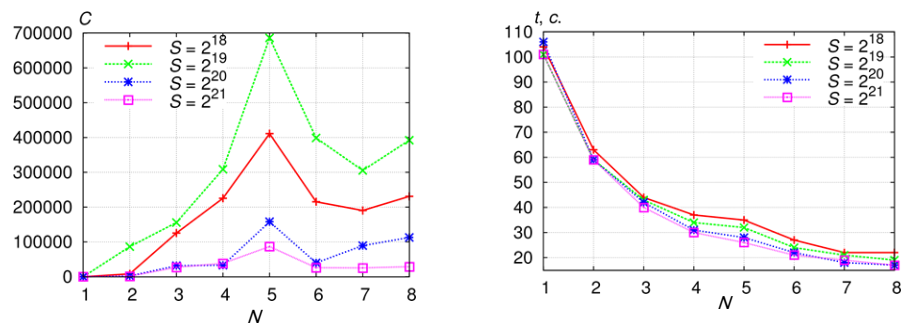 C
700000
600000
500000
400000
300000
200000
100000
0
S = 2^18
S = 2^19
S = 2^20
S = 2^21
1 2 3 4 5 6 7 8
N
t, c.
110
100
90
80
70
60
50
40
30
20
S = 2^18
S = 2^19
S = 2^20
S = 2^21
1 2 3 4 5 6 7 8
N